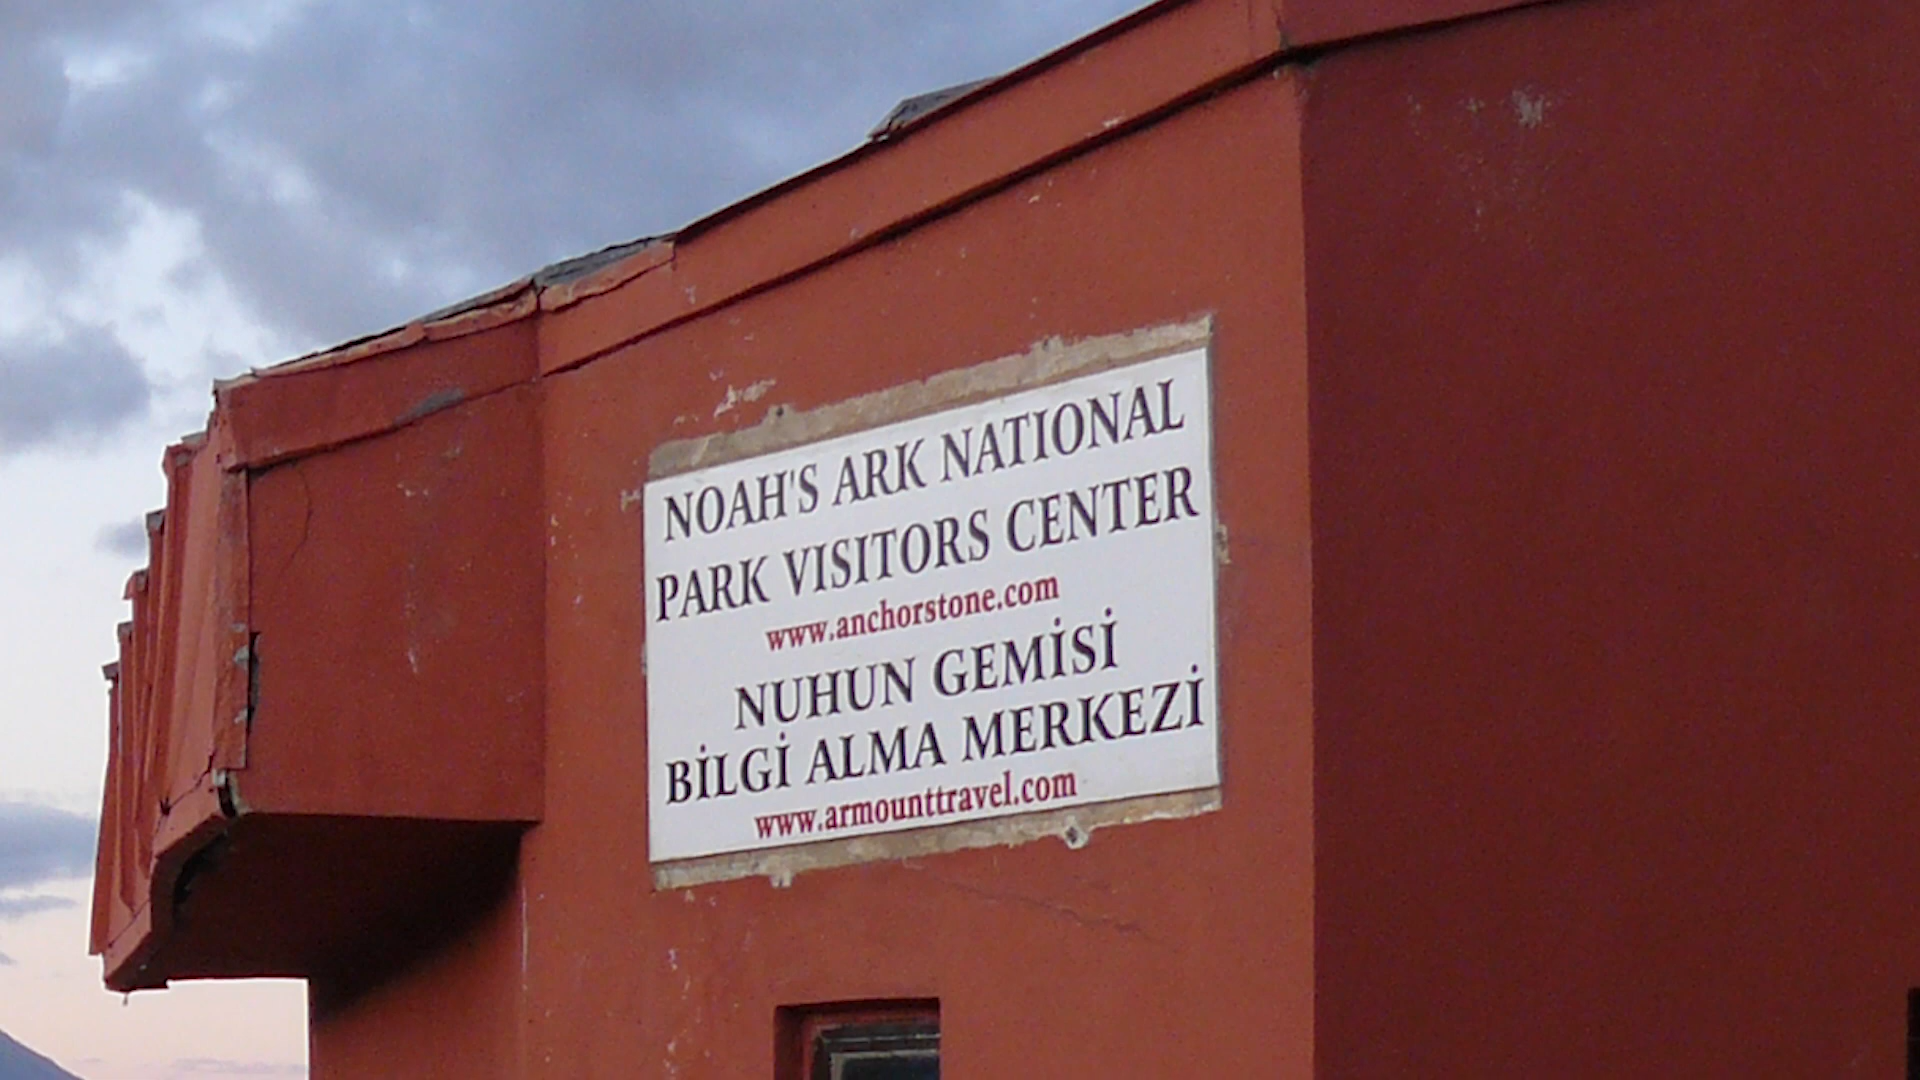 NOAH'S ARK NATIONAL
PARK VISITORS CENTER
www.anchorstone.com
NUHUN GEMİSİ
BİLGİ ALMA MERKEZİ
www.armounttravel.com